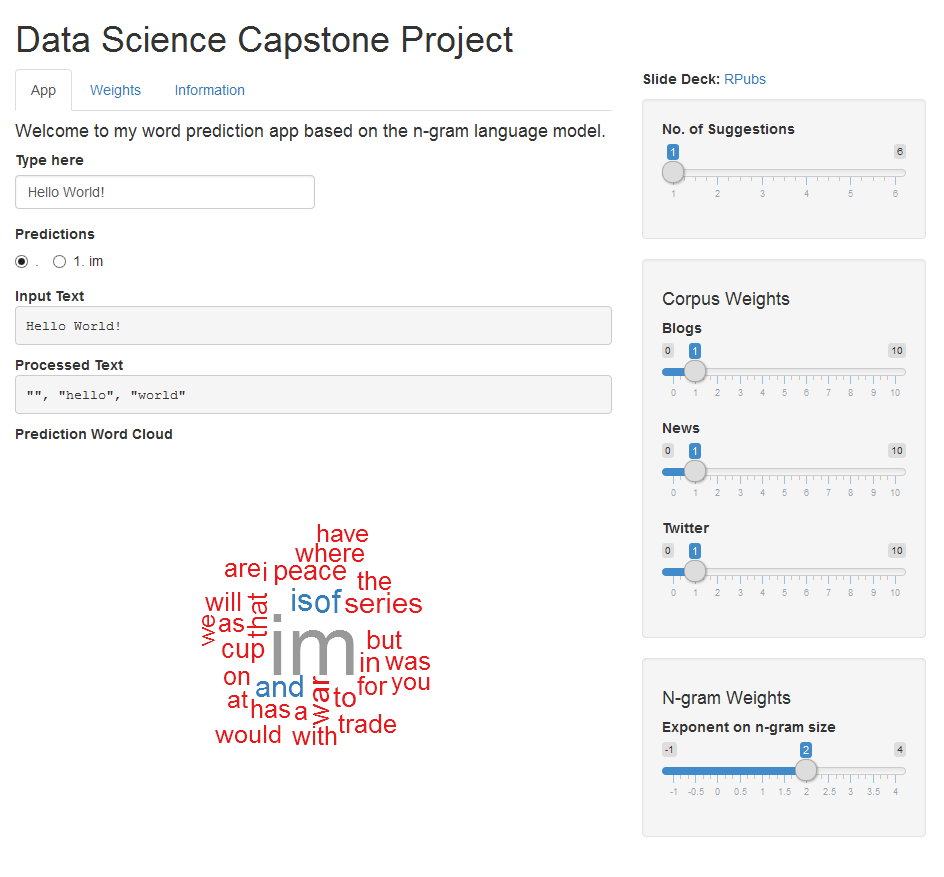 Data Science Capstone Project
App Weights Information
Welcome to my word prediction app based on the n-gram language model.
Type here
Hello World!
Predictions
. 1. im
Input Text
Hello World!
Processed Text
"", "hello", "world"
Prediction Word Cloud
have
where
are i peace the
will that is of series
we as im but
cup in was
on and for you
at has a war to
trade
would with
Slide Deck: RPubs
No. of Suggestions
1 6
1 2 3 4 5 6
Corpus Weights
Blogs
0 1 10
0 1 2 3 4 5 6 7 8 9 10
News
0 1 10
0 1 2 3 4 5 6 7 8 9 10
Twitter
0 1 10
0 1 2 3 4 5 6 7 8 9 10
N-gram Weights
Exponent on n-gram size
-1 2 4
-1 -0.5 0 0.5 1 1.5 2 2.5 3 3.5 4